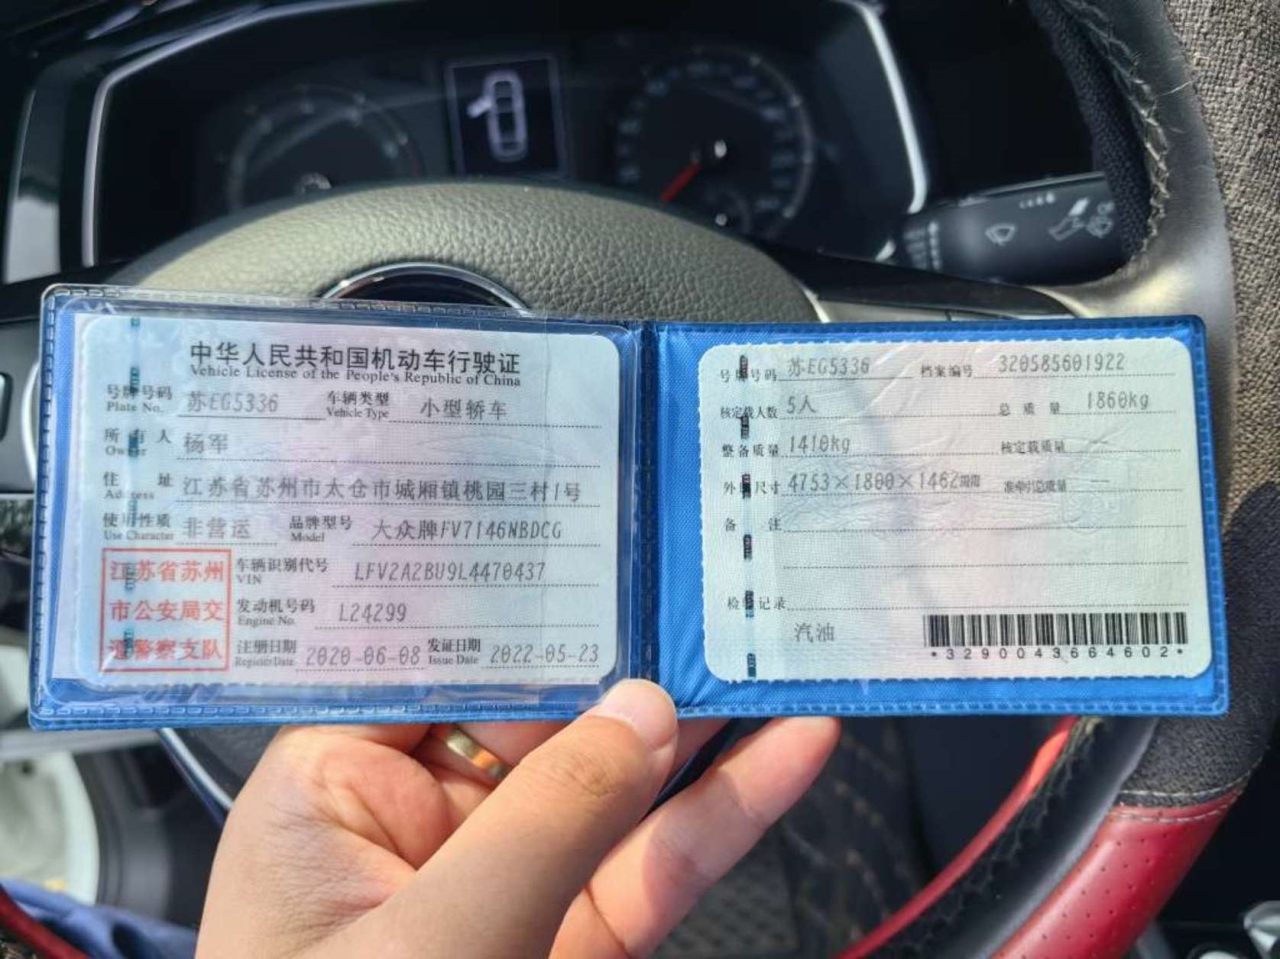 中华人民共和国机动车行驶证
Vehicle License of the People's Republic of China
号牌号码 Plate No. 苏EG5336 车辆类型 Vehicle Type 小型轿车
所有人 Owner 杨军
住址 Address 江苏省苏州市太仓市城厢镇桃园三村1号
使用性质 Use Character 非营运 品牌型号 Model 大众牌FV7146NBDCG
江苏省苏州市公安局交通警察支队
车辆识别代号 VIN LFV2A2BU9L4470437
发动机号码 Engine No. L24299
注册日期 Register Date 2020-06-08 发证日期 Issue Date 2022-05-23
号牌号码 苏EG5336 档案编号 320585601922
核定载人数 5人 总质量 1860kg
整备质量 1410kg 核定载质量 --
外廓尺寸 4753×1800×1462mm 准牵引总质量 --
备注
检验记录
汽油
*3290043664602*